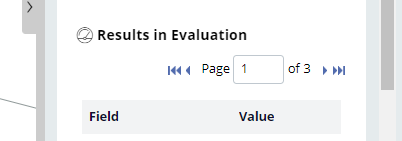 Results in Evaluation
Page 1 of 3
Field Value